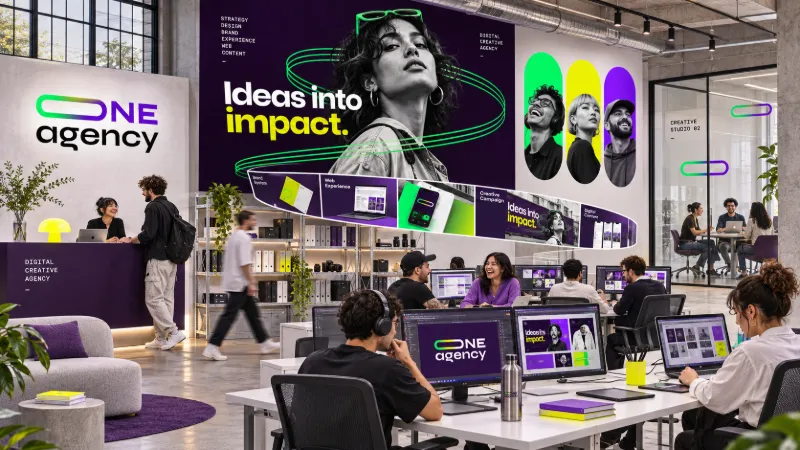 STRATEGY
DESIGN
BRAND
EXPERIENCE
WEB
CONTENT
DIGITAL
CREATIVE
AGENCY
ONE
agency
Ideas into
impact.
CREATIVE
STUDIO 02
Web
Experience
Creative
Campaign
Ideas into
impact.
DIGITAL
CREATIVE
AGENCY
ONE
agency
Ideas into
impact.